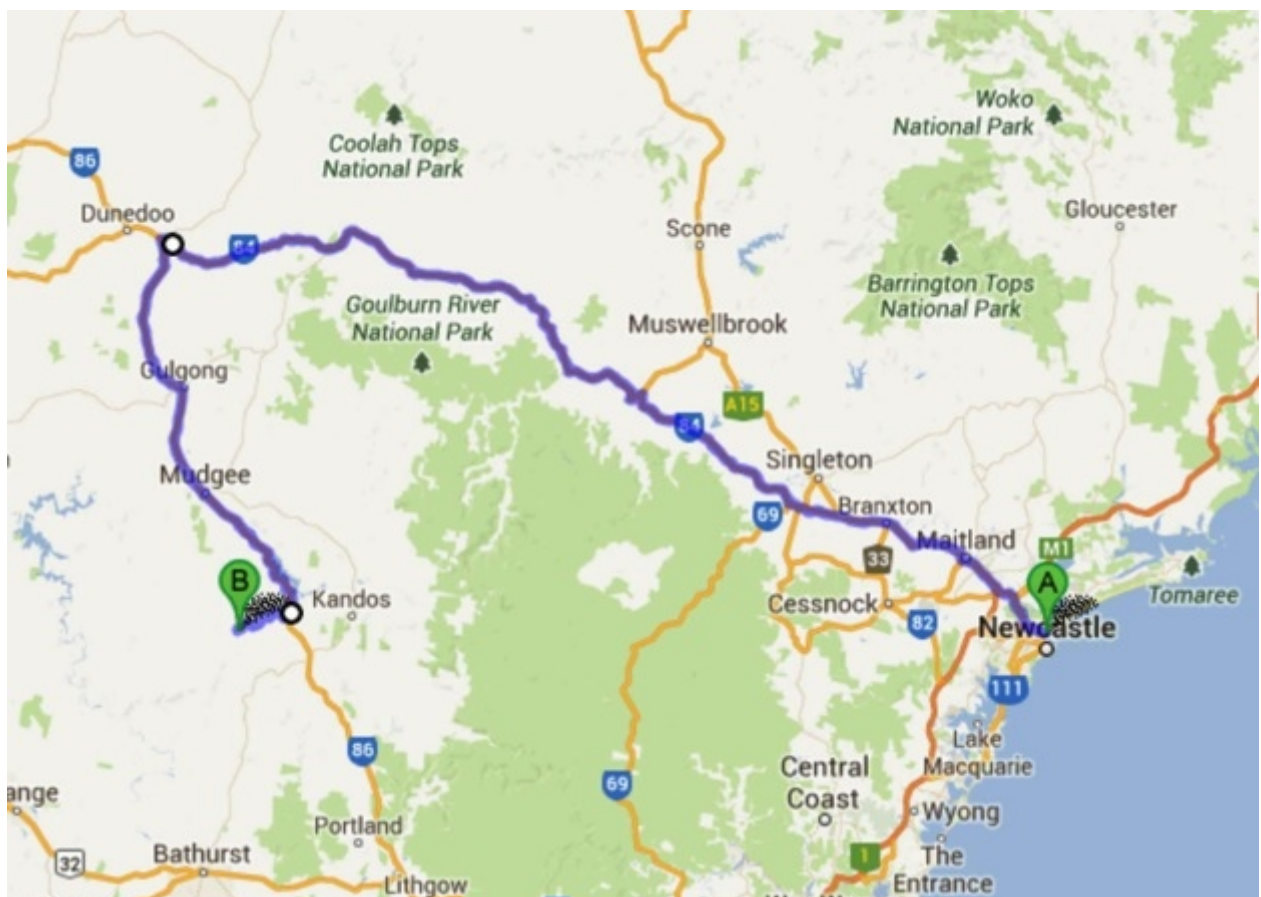 Woko
National Park
Coolah Tops
National Park
86
Dunedoo
Gloucester
84
Scone
Barrington Tops
National Park
Goulburn River
National Park
Muswellbrook
Gulgong
A15
84
Singleton
Mudgee
69
Branxton
Maitland
M1
33
B
A
Kandos
Cessnock
Tomaree
82
Newcastle
111
Lake
Macquarie
86
Central
Coast
69
ange
Wyong
Portland
32
Bathurst
1
The
Entrance
Lithgow